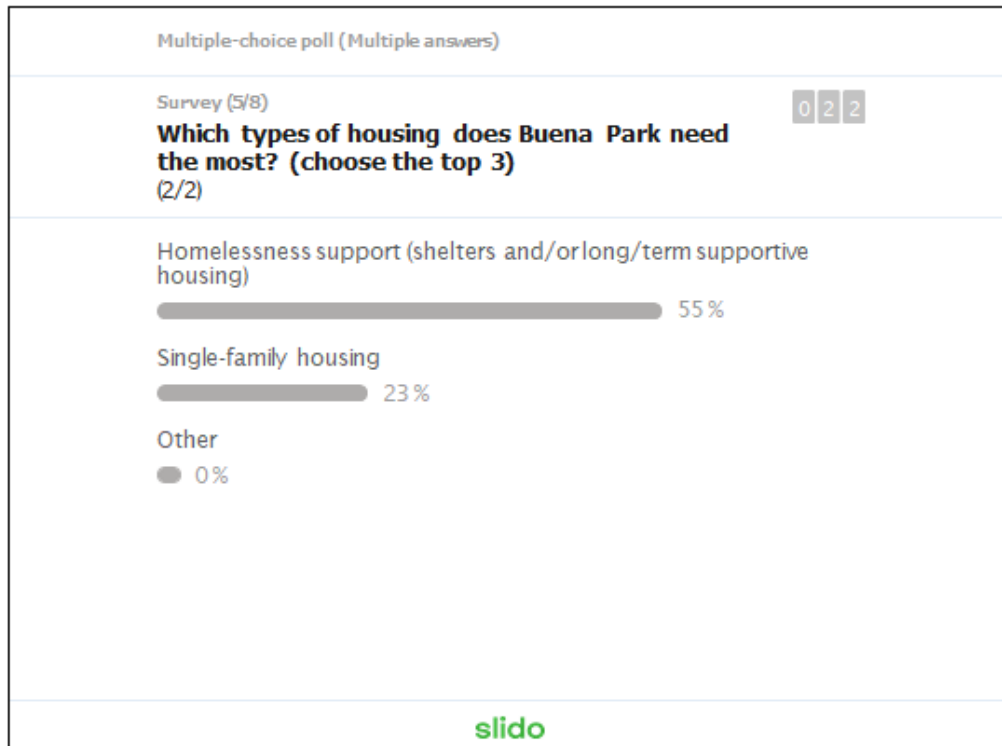 Multiple-choice poll (Multiple answers)
Survey (5/8)
0 2 2
Which types of housing does Buena Park need
the most? (choose the top 3)
(2/2)
Homelessness support (shelters and/or long/term supportive
housing)
55 %
Single-family housing
23 %
Other
0 %
slido